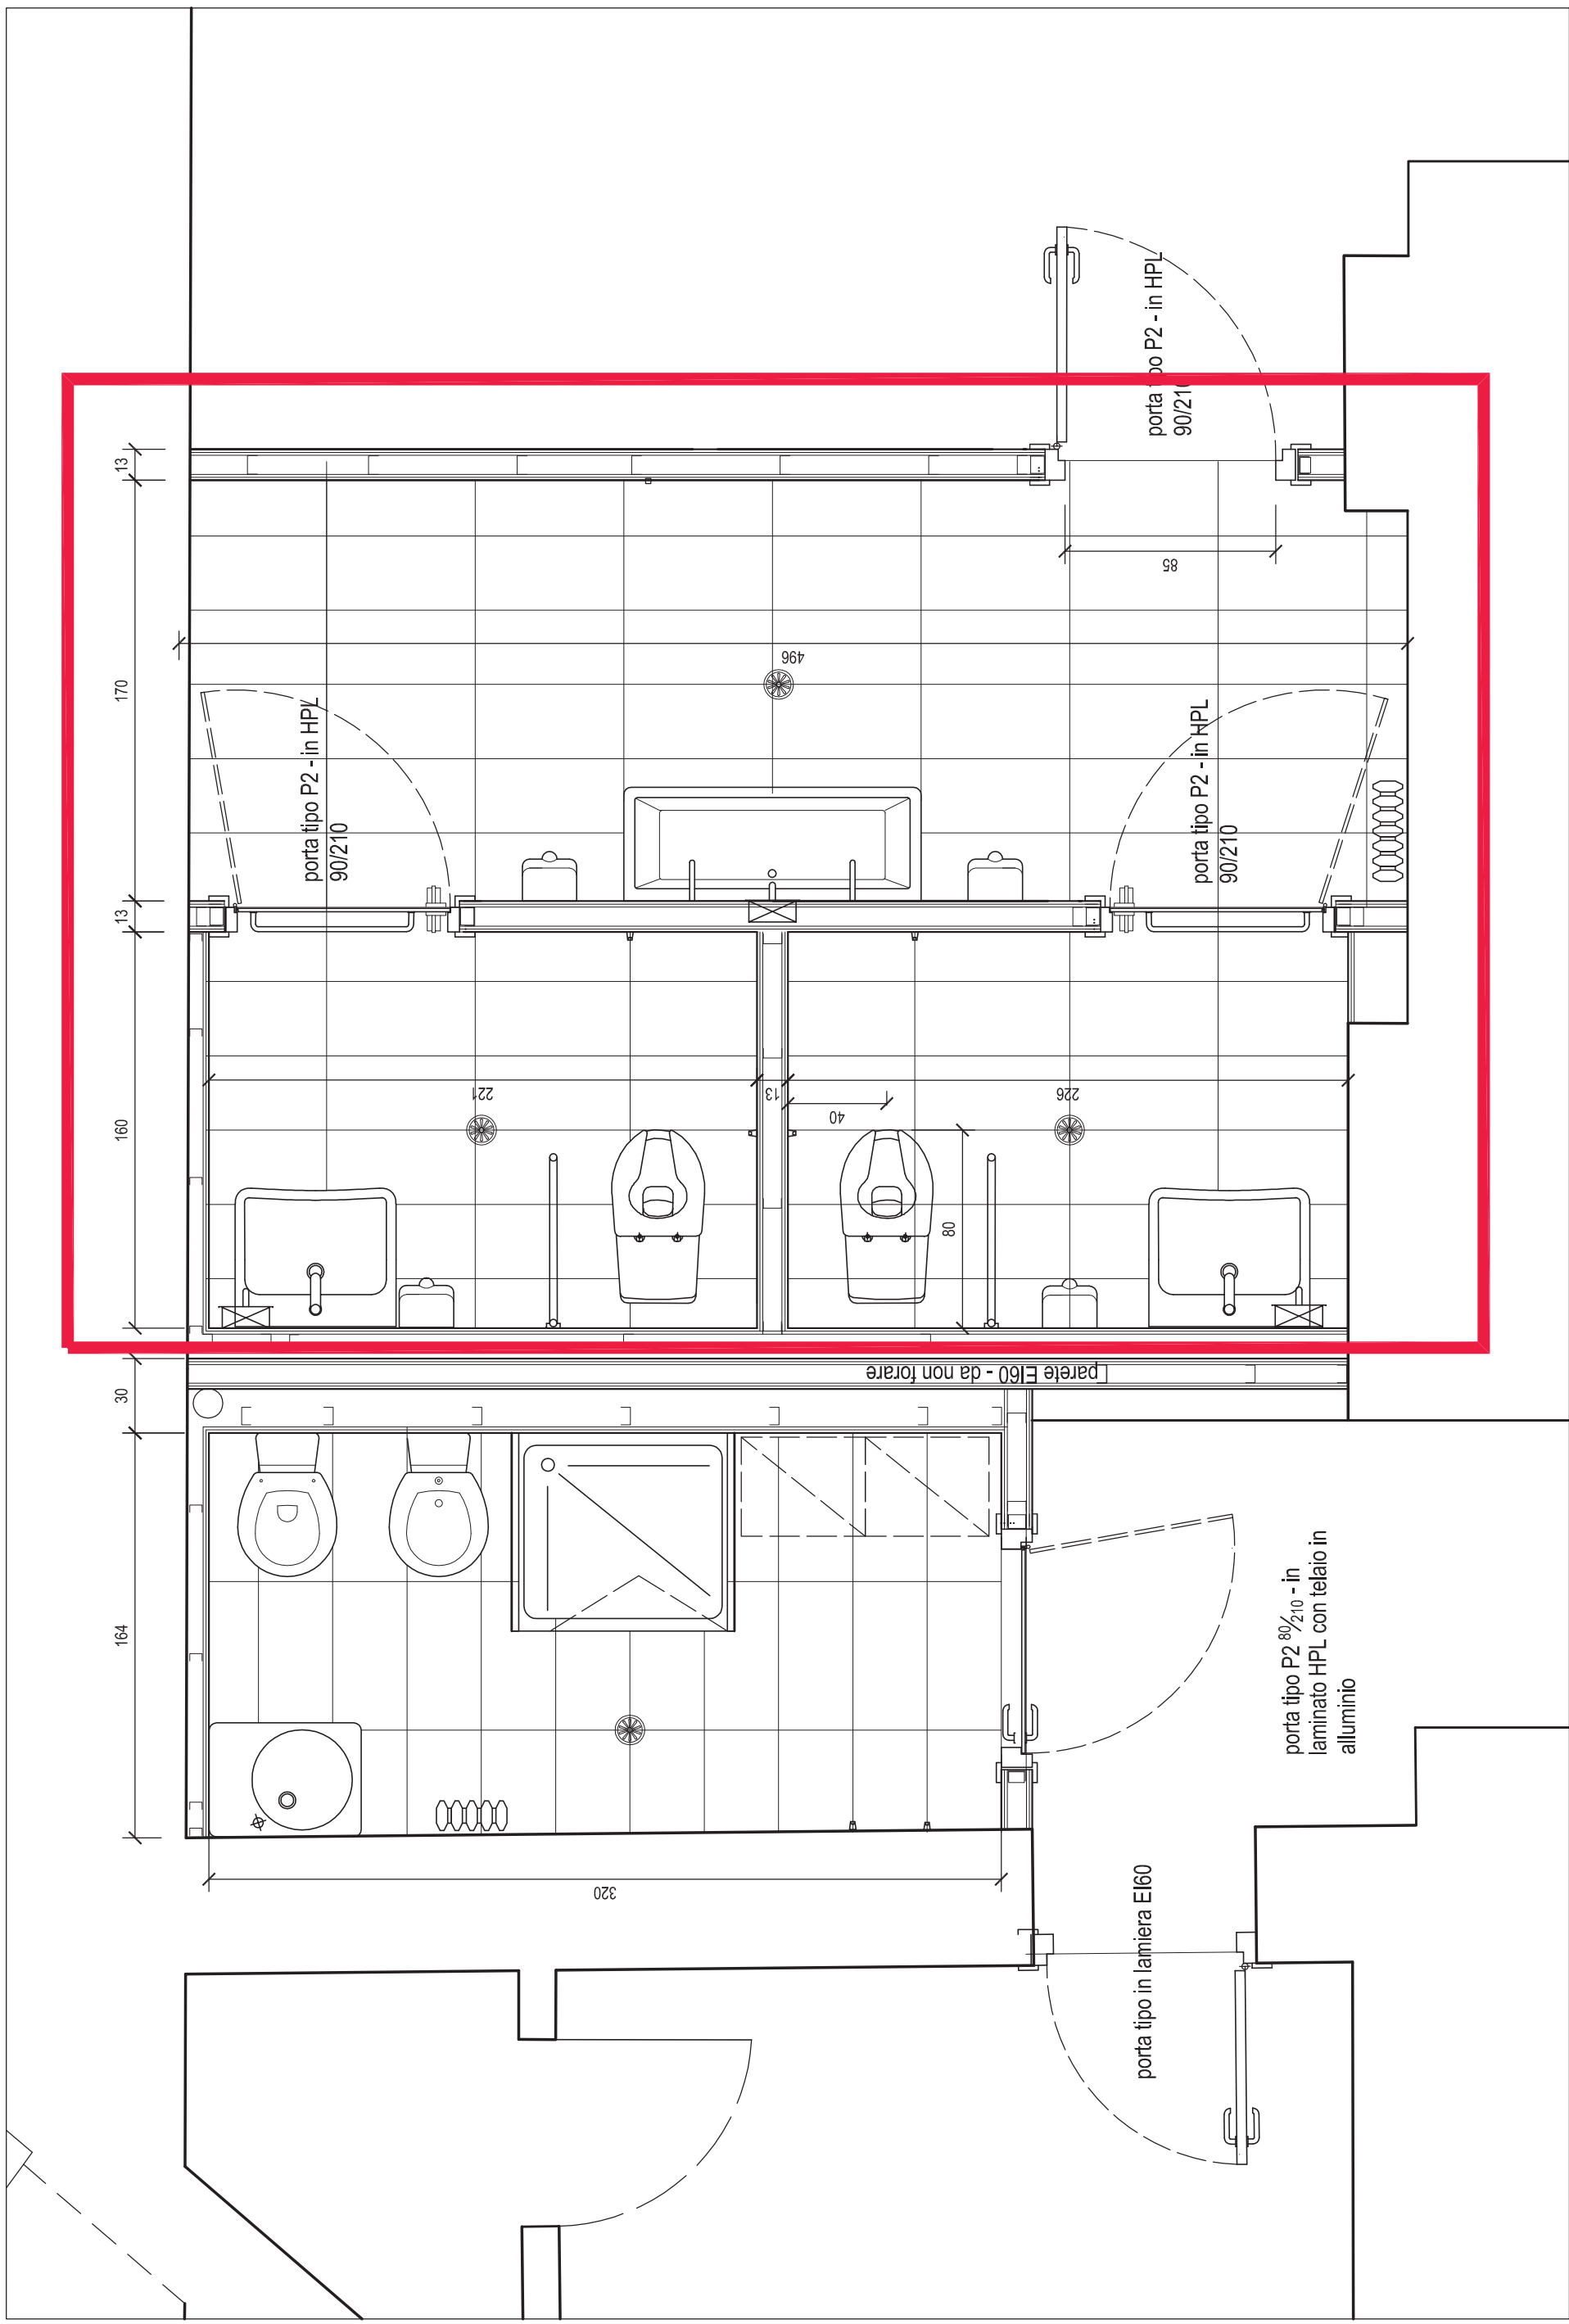 porta tipo P2 - in HPL
90/210
13
85
496
170
porta tipo P2 - in HPL
90/210
porta tipo P2 - in HPL
90/210
13
221
13
226
40
160
80
parete EI60 - da non forare
30
164
porta tipo P2 80/210 - in
laminato HPL con telaio in
alluminio
320
porta tipo in lamiera EI60